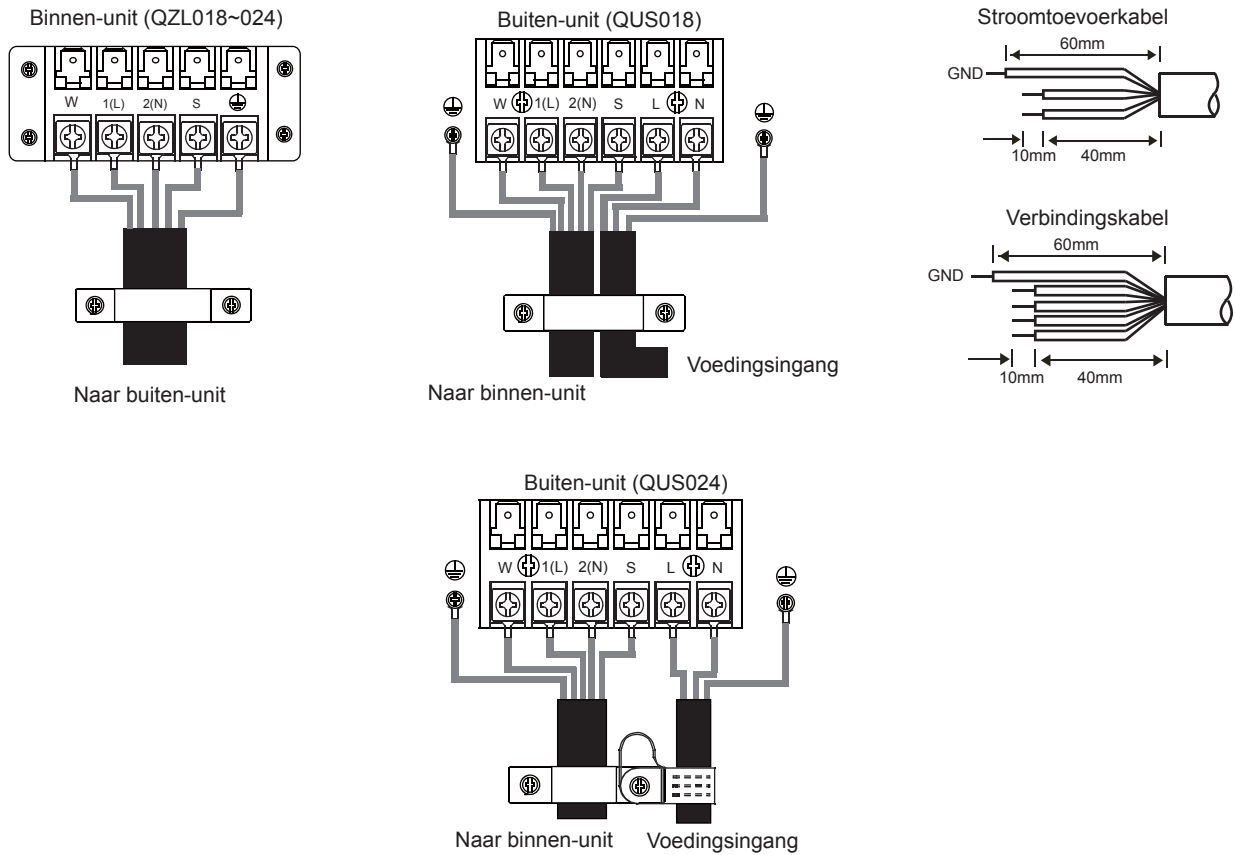 Binnen-unit (QZL018~024)
W 1(L) 2(N) S
Naar buiten-unit
Buiten-unit (QUS018)
W 1(L) 2(N) S L N
Naar binnen-unit
Voedingsingang
Stroomtoevoerkabel
60mm
GND
10mm 40mm
Verbindingskabel
60mm
GND
10mm 40mm
Buiten-unit (QUS024)
W 1(L) 2(N) S L N
Naar binnen-unit
Voedingsingang